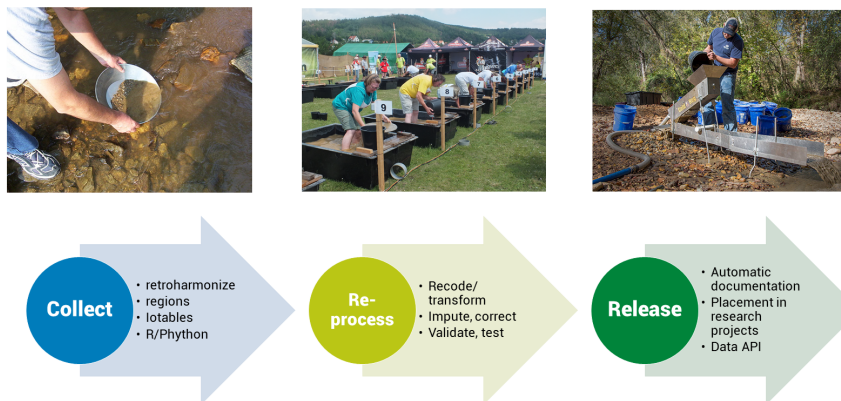 9
8
7
Collect
• retroharmonize
• regions
• Iotables
• R/Phython
Re-
process
• Recode/
transform
• Impute, correct
• Validate, test
Release
• Automatic
documentation
• Placement in
research
projects
• Data API